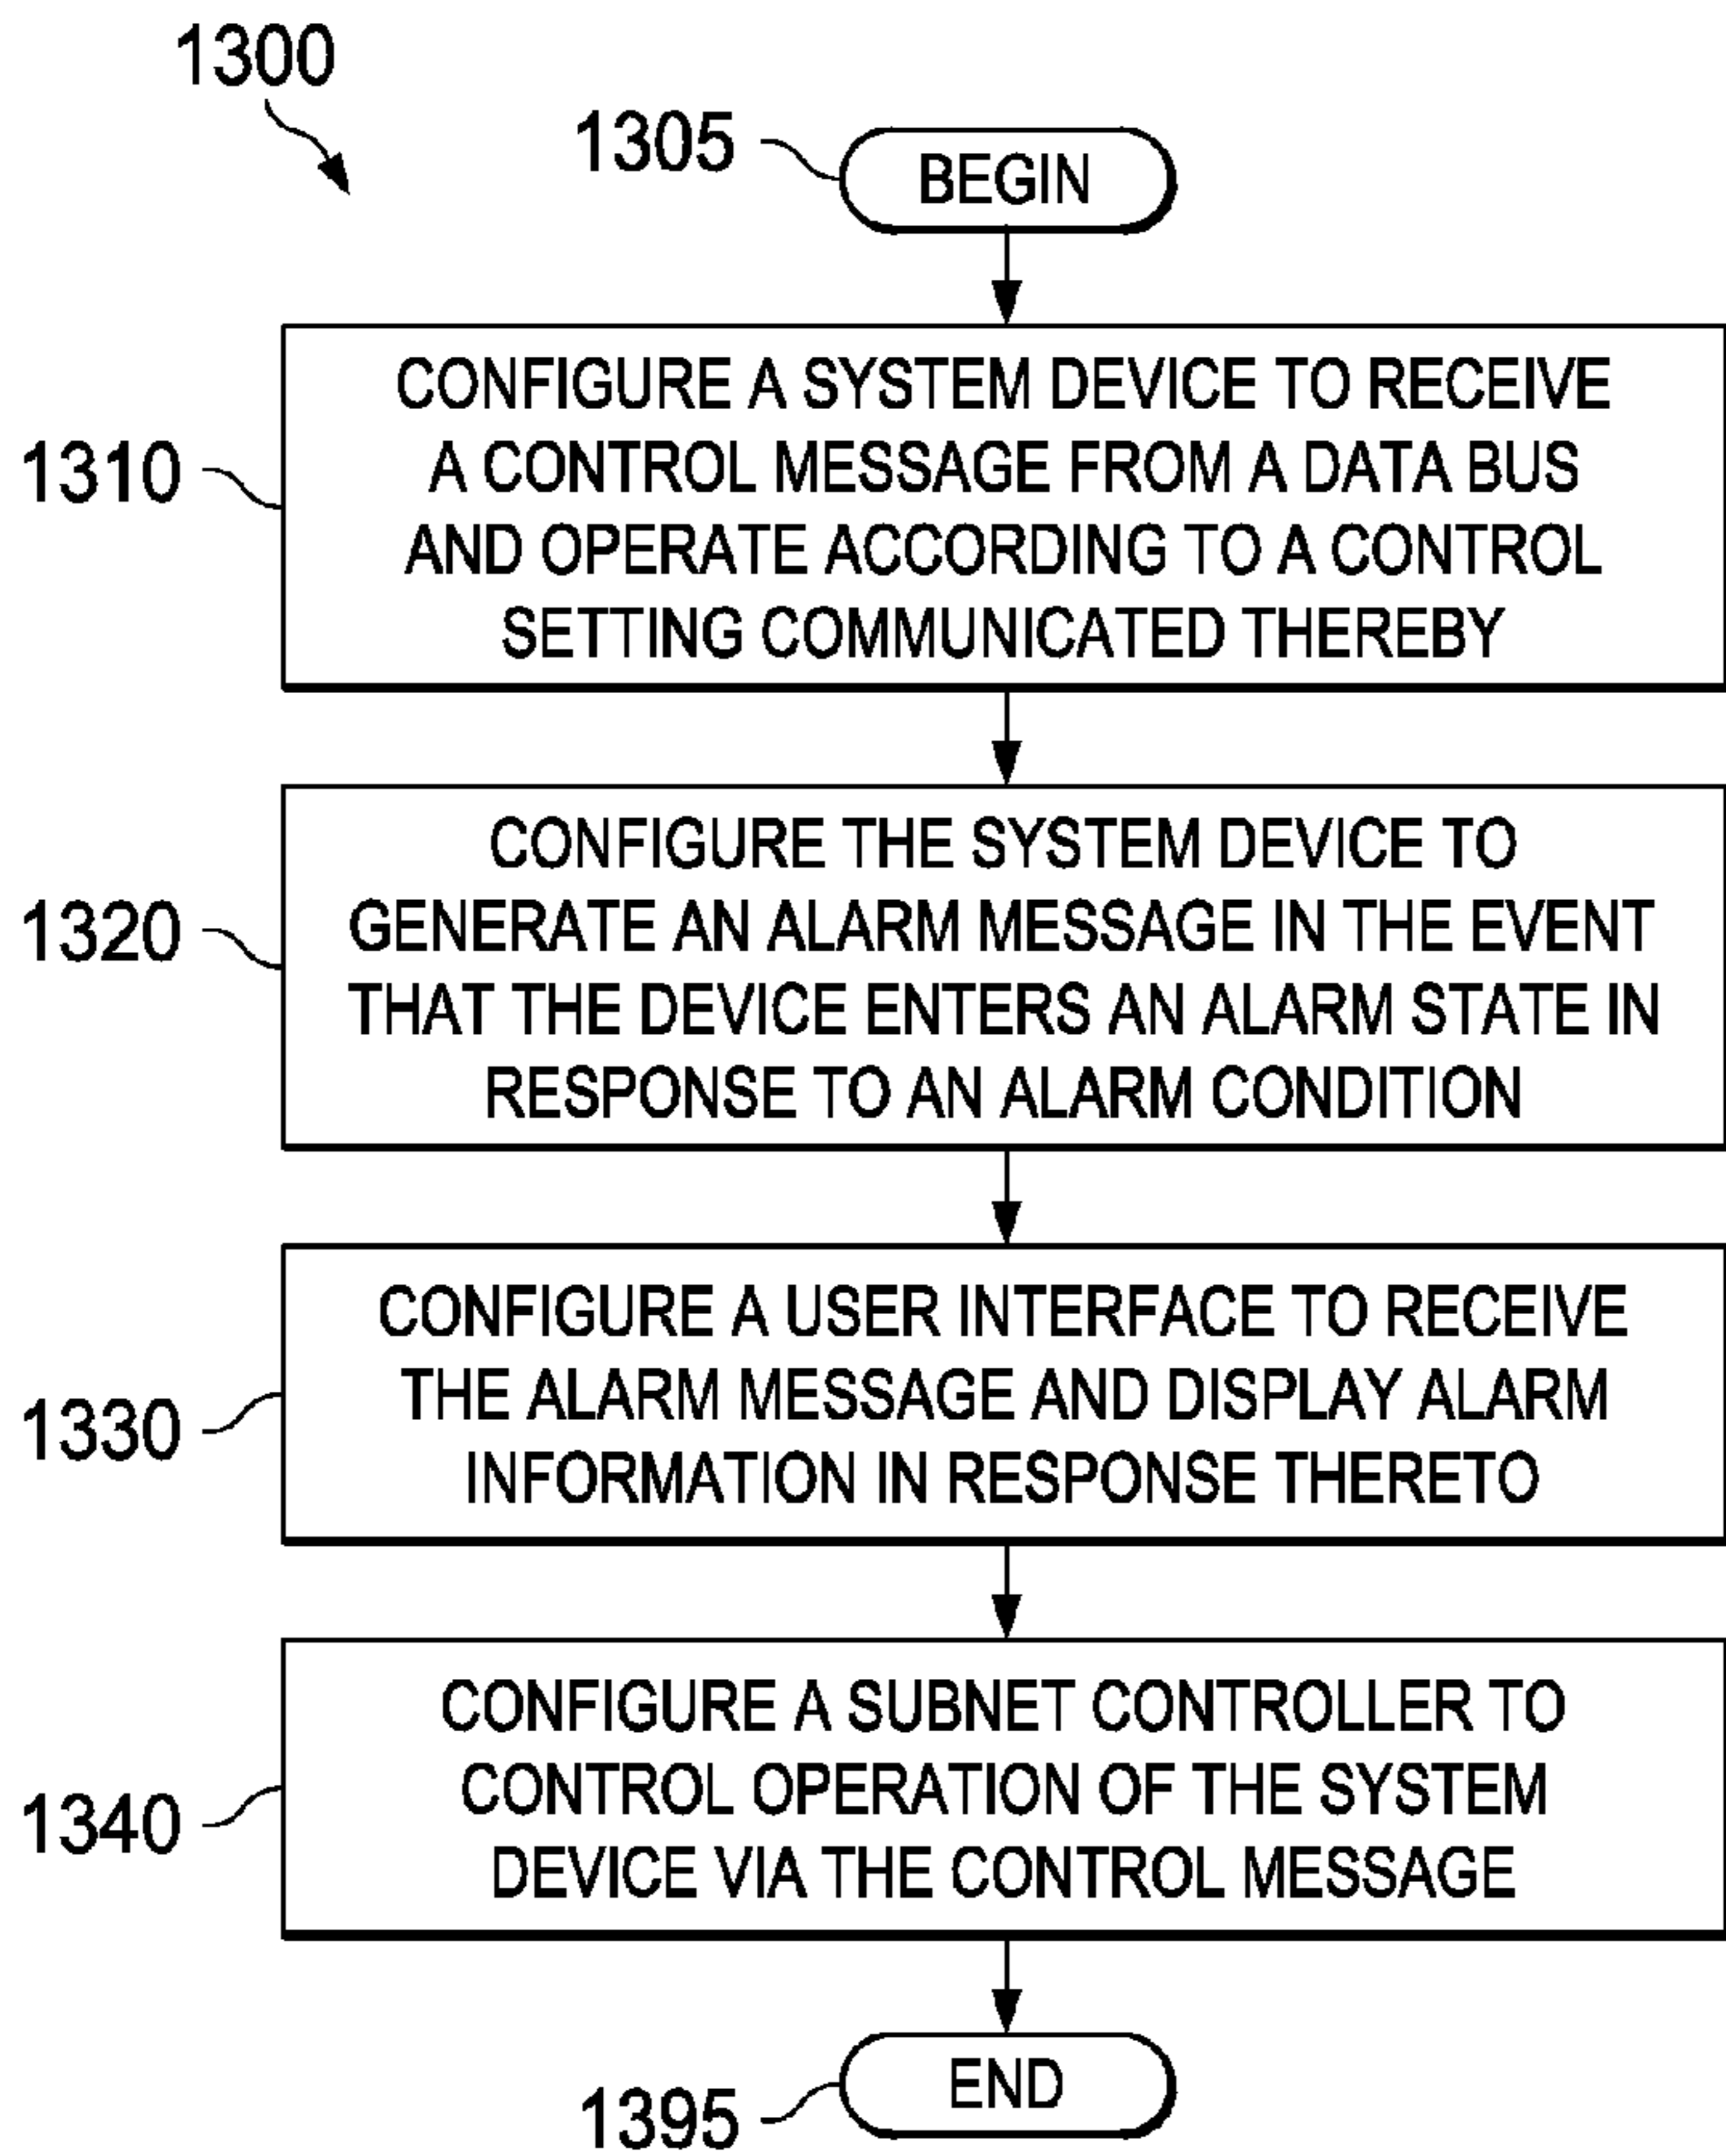 1300
1305
BEGIN
1310
CONFIGURE A SYSTEM DEVICE TO RECEIVE
A CONTROL MESSAGE FROM A DATA BUS
AND OPERATE ACCORDING TO A CONTROL
SETTING COMMUNICATED THEREBY
1320
CONFIGURE THE SYSTEM DEVICE TO
GENERATE AN ALARM MESSAGE IN THE EVENT
THAT THE DEVICE ENTERS AN ALARM STATE IN
RESPONSE TO AN ALARM CONDITION
1330
CONFIGURE A USER INTERFACE TO RECEIVE
THE ALARM MESSAGE AND DISPLAY ALARM
INFORMATION IN RESPONSE THERETO
1340
CONFIGURE A SUBNET CONTROLLER TO
CONTROL OPERATION OF THE SYSTEM
DEVICE VIA THE CONTROL MESSAGE
1395
END